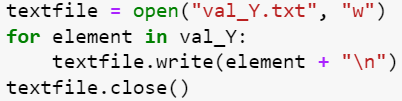 textfile = open("val_Y.txt", "w")
for element in val_Y:
    textfile.write(element + "\n")
textfile.close()